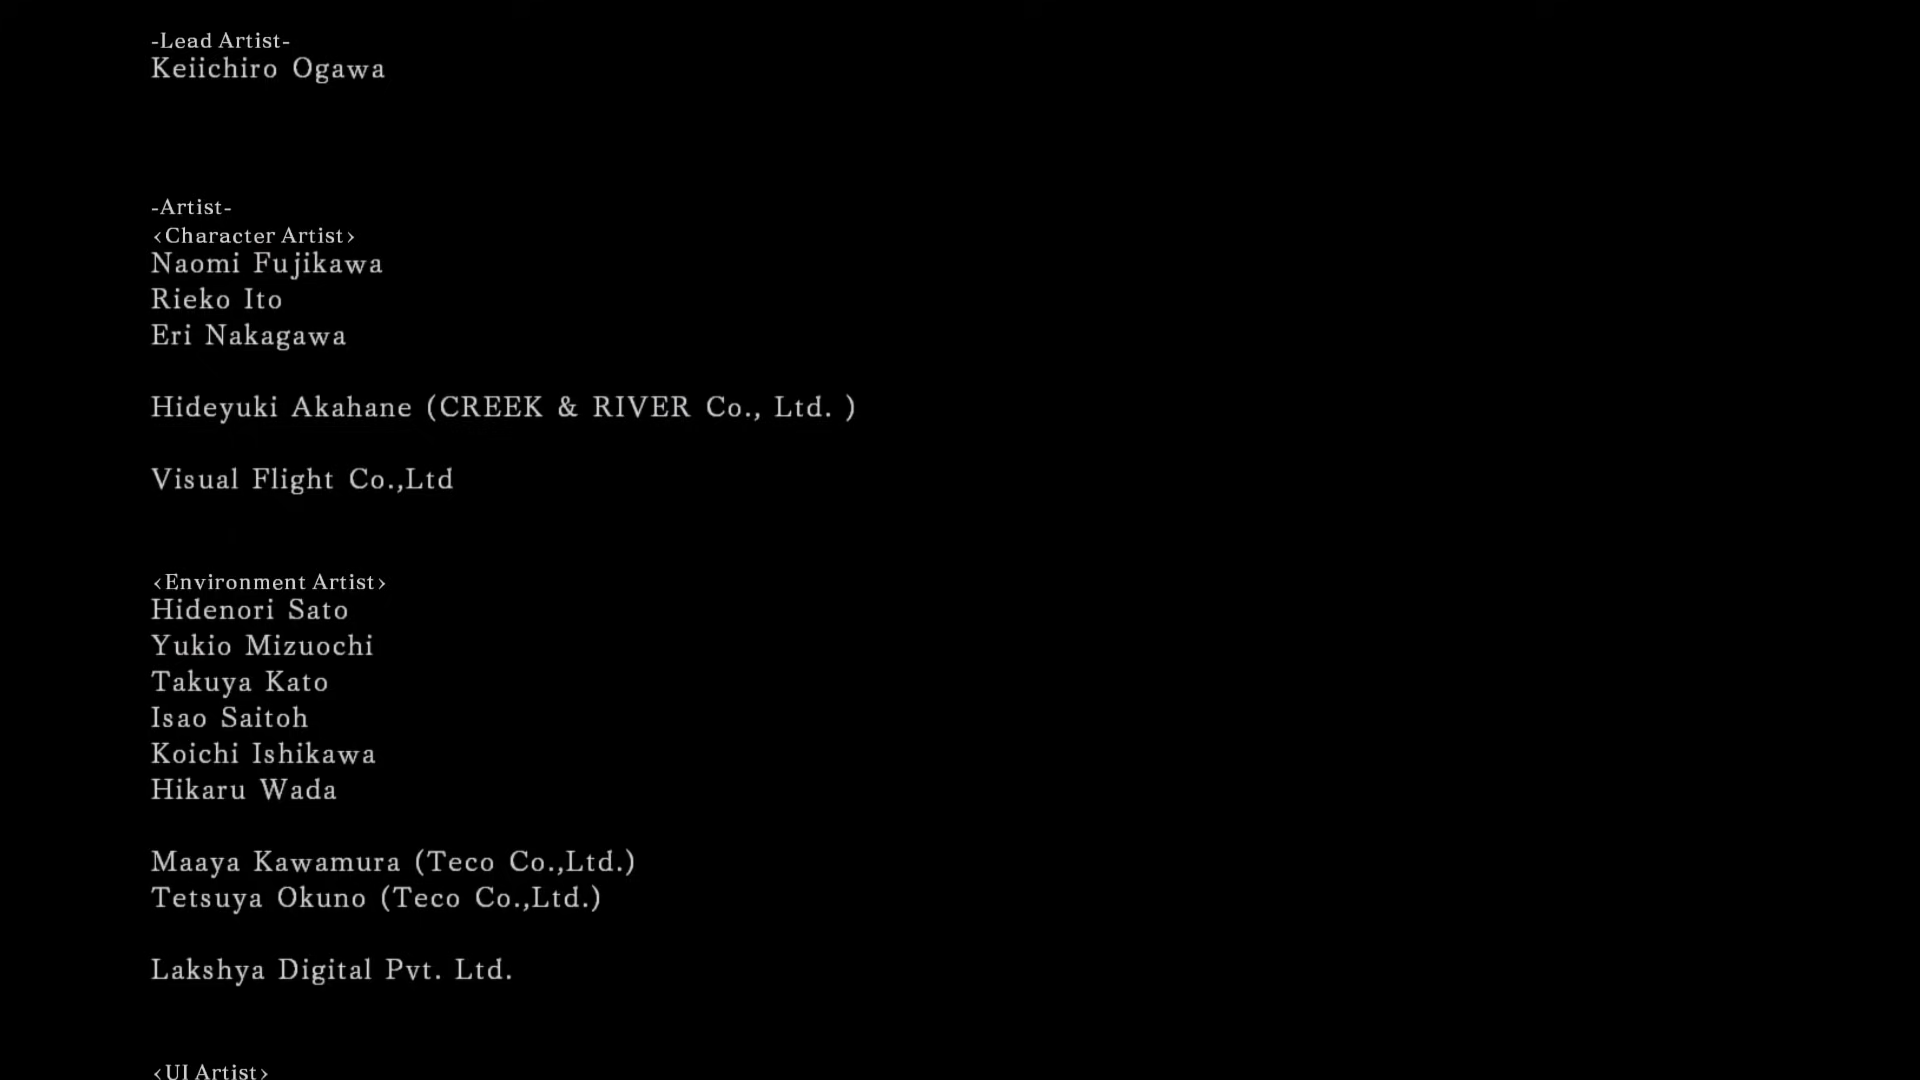 -Lead Artist-
Keiichiro Ogawa
-Artist-
<Character Artist>
Naomi Fujikawa
Rieko Ito
Eri Nakagawa
Hideyuki Akahane (CREEK & RIVER Co., Ltd. )
Visual Flight Co.,Ltd
<Environment Artist>
Hidenori Sato
Yukio Mizuochi
Takuya Kato
Isao Saitoh
Koichi Ishikawa
Hikaru Wada
Maaya Kawamura (Teco Co.,Ltd.)
Tetsuya Okuno (Teco Co.,Ltd.)
Lakshya Digital Pvt. Ltd.
<UI Artist>